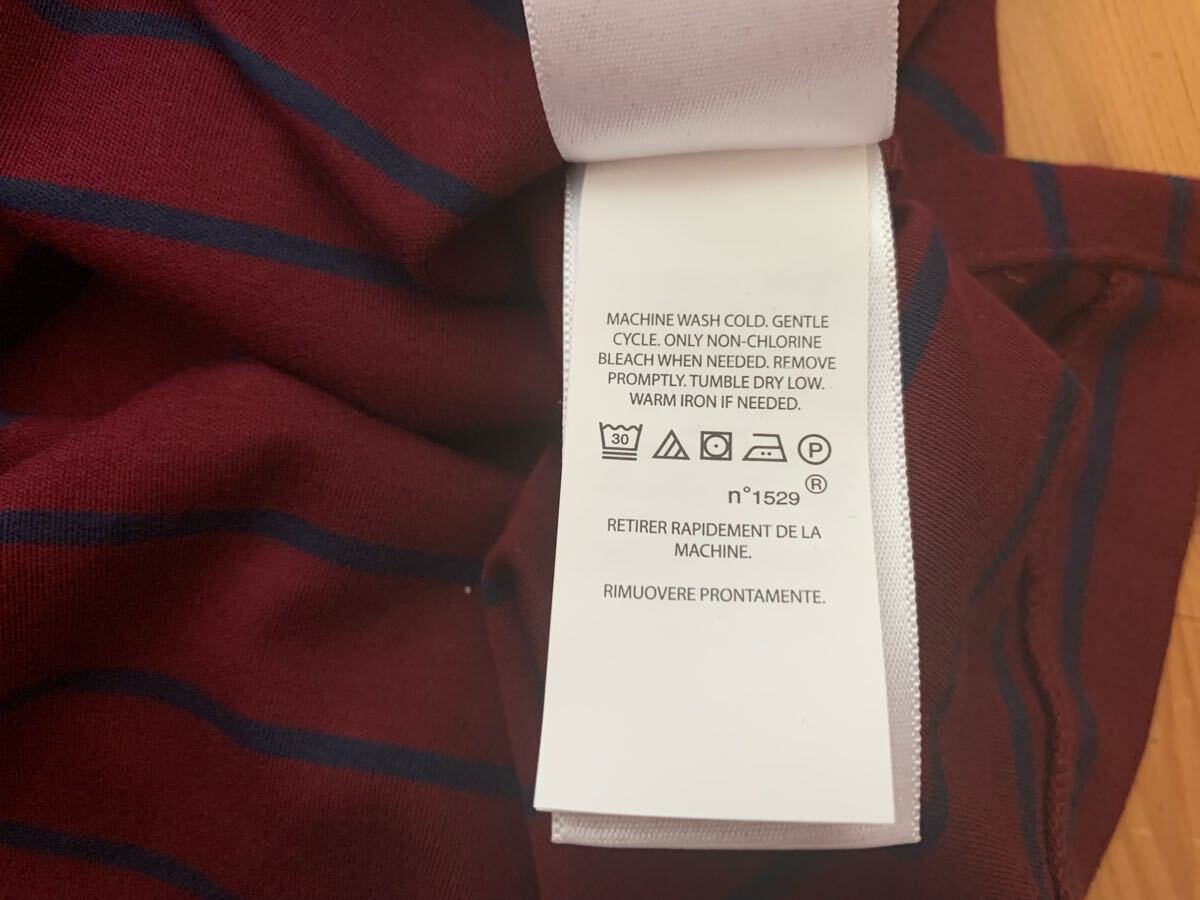 MACHINE WASH COLD. GENTLE
CYCLE. ONLY NON-CHLORINE
BLEACH WHEN NEEDED. REMOVE
PROMPTLY. TUMBLE DRY LOW.
WARM IRON IF NEEDED.
30 P
n°1529 ®
RETIRER RAPIDEMENT DE LA
MACHINE.
RIMUOVERE PRONTAMENTE.